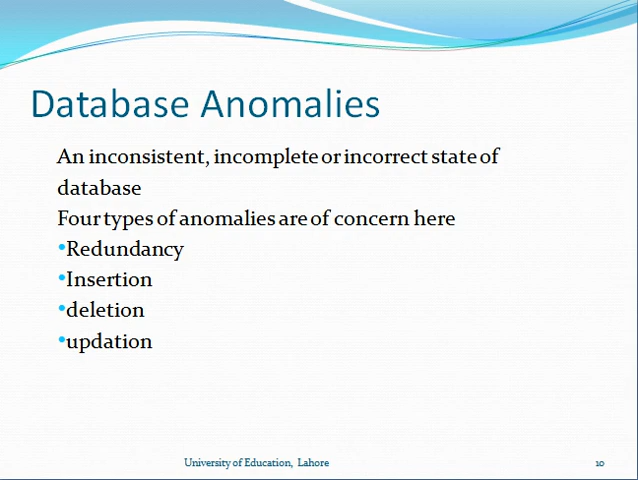 Database Anomalies
An inconsistent, incomplete or incorrect state of
database
Four types of anomalies are of concern here
•Redundancy
•Insertion
•deletion
•updation
University of Education, Lahore
10